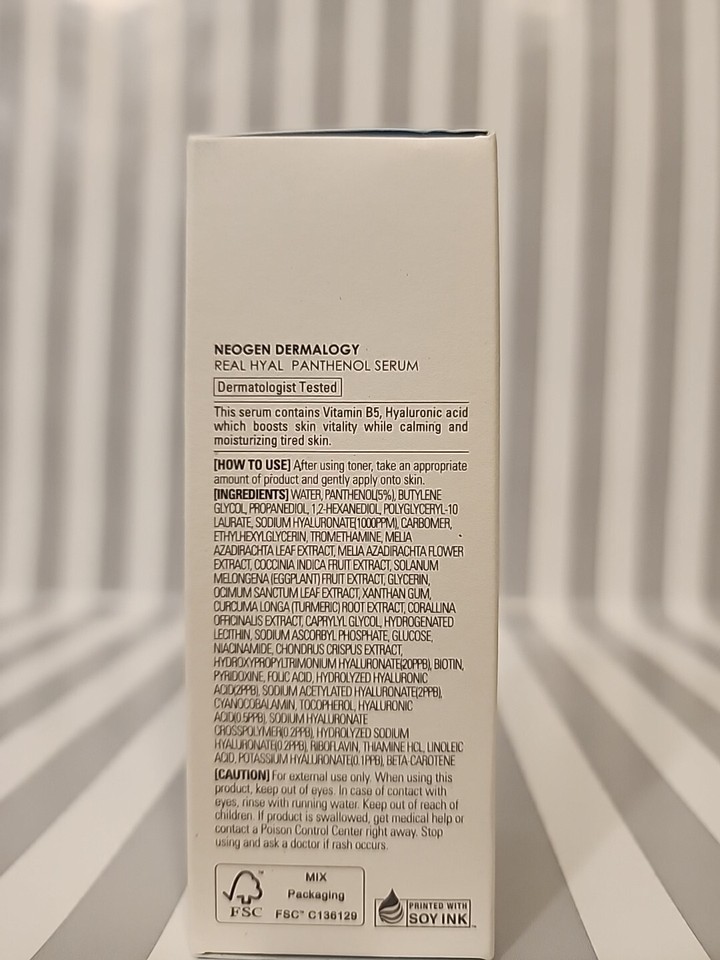 NEOGEN DERMALOGY
REAL HYAL PANTHENOL SERUM
Dermatologist Tested
This serum contains Vitamin B5, Hyaluronic acid
which boosts skin vitality while calming and
moisturizing tired skin.
[HOW TO USE] After using toner, take an appropriate
amount of product and gently apply onto skin.
[INGREDIENTS] WATER, PANTHENOL(5%), BUTYLENE
GLYCOL, PROPANEDIOL, 1,2-HEXANEDIOL, POLYGLYCERYL-10
LAURATE, SODIUM HYALURONATE(1000PPM), CARBOMER,
ETHYLHEXYLGLYCERIN, TROMETHAMINE, MELIA
AZADIRACHTA LEAF EXTRACT, MELIA AZADIRACHTA FLOWER
EXTRACT, COCCINIA INDICA FRUIT EXTRACT, SOLANUM
MELONGENA (EGGPLANT) FRUIT EXTRACT, GLYCERIN,
OCIMUM SANCTUM LEAF EXTRACT, XANTHAN GUM,
CURCUMA LONGA (TURMERIC) ROOT EXTRACT, CORALLINA
OFFICINALIS EXTRACT, CAPRYLYL GLYCOL, HYDROGENATED
LECITHIN, SODIUM ASCORBYL PHOSPHATE, GLUCOSE,
NIACINAMIDE, CHONDRUS CRISPUS EXTRACT,
HYDROXYPROPYLTRIMONIUM HYALURONATE(20PPB), BIOTIN,
PYRIDOXINE, FOLIC ACID, HYDROLYZED HYALURONIC
ACID(2PPB), SODIUM ACETYLATED HYALURONATE(2PPB),
CYANOCOBALAMIN, TOCOPHEROL, HYALURONIC
ACID(0.5PPB), SODIUM HYALURONATE
CROSSPOLYMER(0.2PPB), HYDROLYZED SODIUM
HYALURONATE(0.2PPB), RIBOFLAVIN, THIAMINE HCL, LINOLEIC
ACID, POTASSIUM HYALURONATE(0.1PPB), BETA-CAROTENE
[CAUTION] For external use only. When using this
product, keep out of eyes. In case of contact with
eyes, rinse with running water. Keep out of reach of
children. If product is swallowed, get medical help or
contact a Poison Control Center right away. Stop
using and ask a doctor if rash occurs.
FSC™
MIX
Packaging
FSC™ C136129
PRINTED WITH
SOY INK™